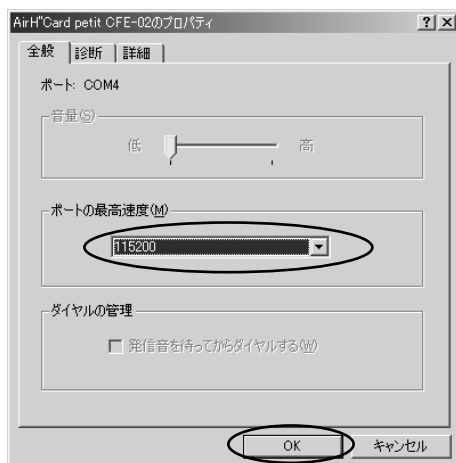 AirH"Card petit CFE-02のプロパティ
全般 診断 詳細
ポート: COM4
音量(S)
低 高
ポートの最高速度(M)
115200
ダイヤルの管理
発信音を待ってからダイヤルする(W)
OK キャンセル